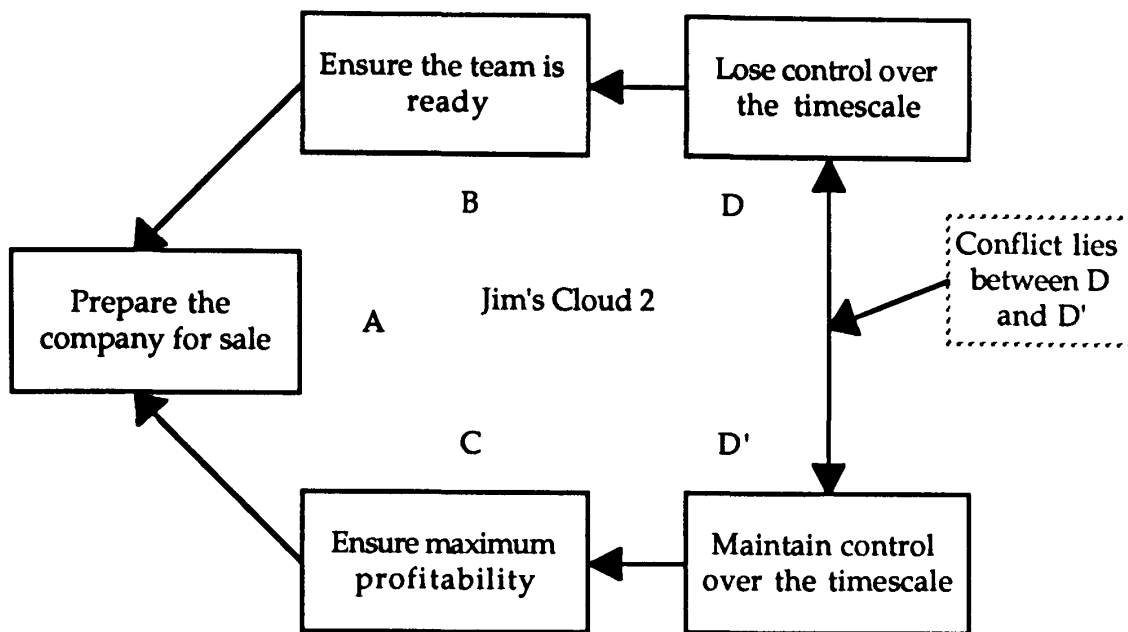 Ensure the team is
ready
Lose control over
the timescale
B
D
Conflict lies
between D
and D'
Prepare the
company for sale
A
Jim's Cloud 2
C
D'
Ensure maximum
profitability
Maintain control
over the timescale